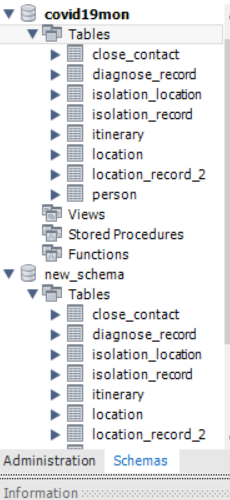 covid19mon
Tables
close_contact
diagnose_record
isolation_location
isolation_record
itinerary
location
location_record_2
person
Views
Stored Procedures
Functions
new_schema
Tables
close_contact
diagnose_record
isolation_location
isolation_record
itinerary
location
location_record_2
Administration Schemas
Information